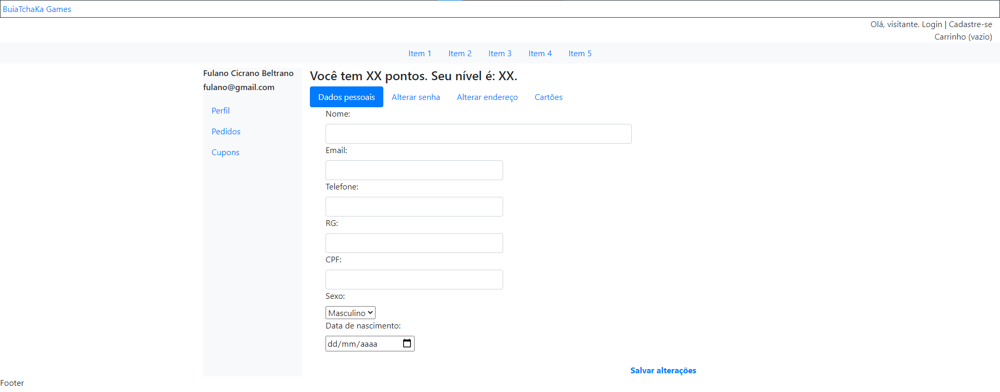 BuiaTchaKa Games
Olá, visitante. Login | Cadastre-se
Carrinho (vazio)
Item 1 Item 2 Item 3 Item 4 Item 5
Fulano Cicrano Beltrano
fulano@gmail.com
Perfil
Pedidos
Cupons
Você tem XX pontos. Seu nível é: XX.
Dados pessoais Alterar senha Alterar endereço Cartões
Nome:
Email:
Telefone:
RG:
CPF:
Sexo:
Masculino
Data de nascimento:
dd/mm/aaaa
Salvar alterações
Footer